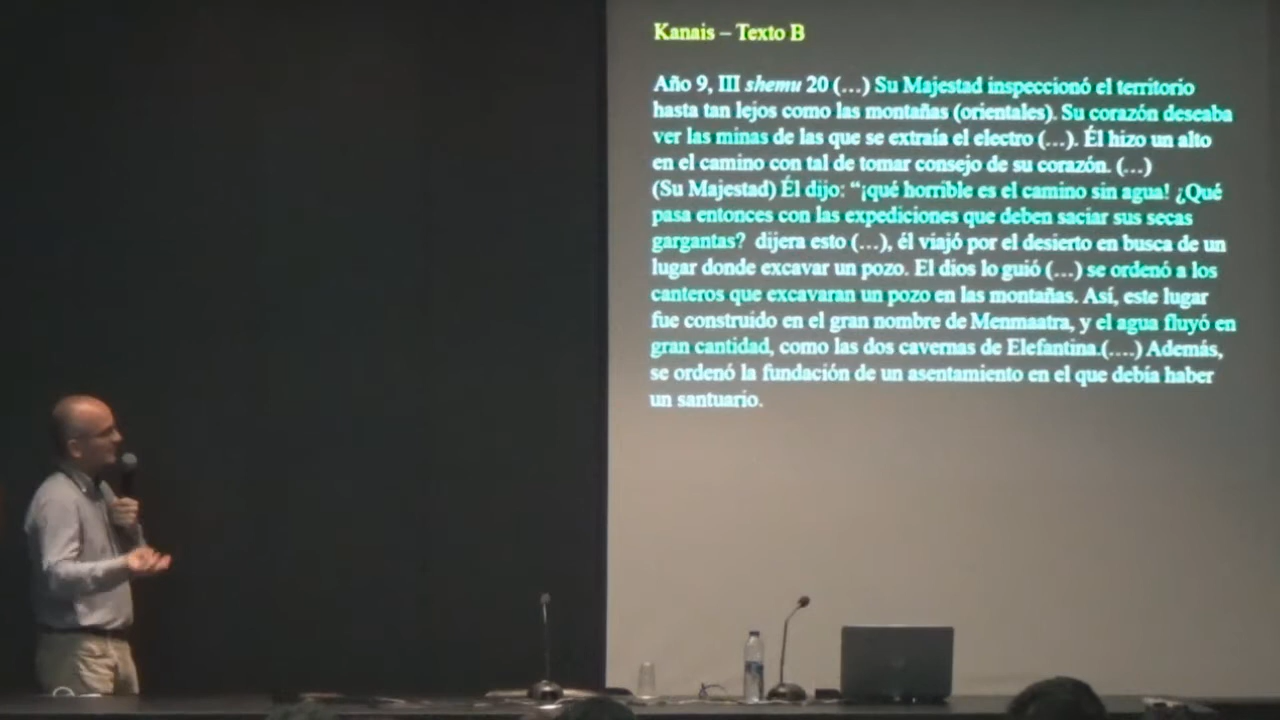 Kanais – Texto B
Año 9, III shemu 20 (…) Su Majestad inspeccionó el territorio
hasta tan lejos como las montañas (orientales). Su corazón deseaba
ver las minas de las que se extraía el electro (…). Él hizo un alto
en el camino con tal de tomar consejo de su corazón. (…)
(Su Majestad) Él dijo: “¡qué horrible es el camino sin agua! ¿Qué
pasa entonces con las expediciones que deben saciar sus secas
gargantas? dijera esto (…), él viajó por el desierto en busca de un
lugar donde excavar un pozo. El dios lo guió (…) se ordenó a los
canteros que excavaran un pozo en las montañas. Así, este lugar
fue construido en el gran nombre de Menmaatra, y el agua fluyó en
gran cantidad, como las dos cavernas de Elefantina.(….) Además,
se ordenó la fundación de un asentamiento en el que debía haber
un santuario.